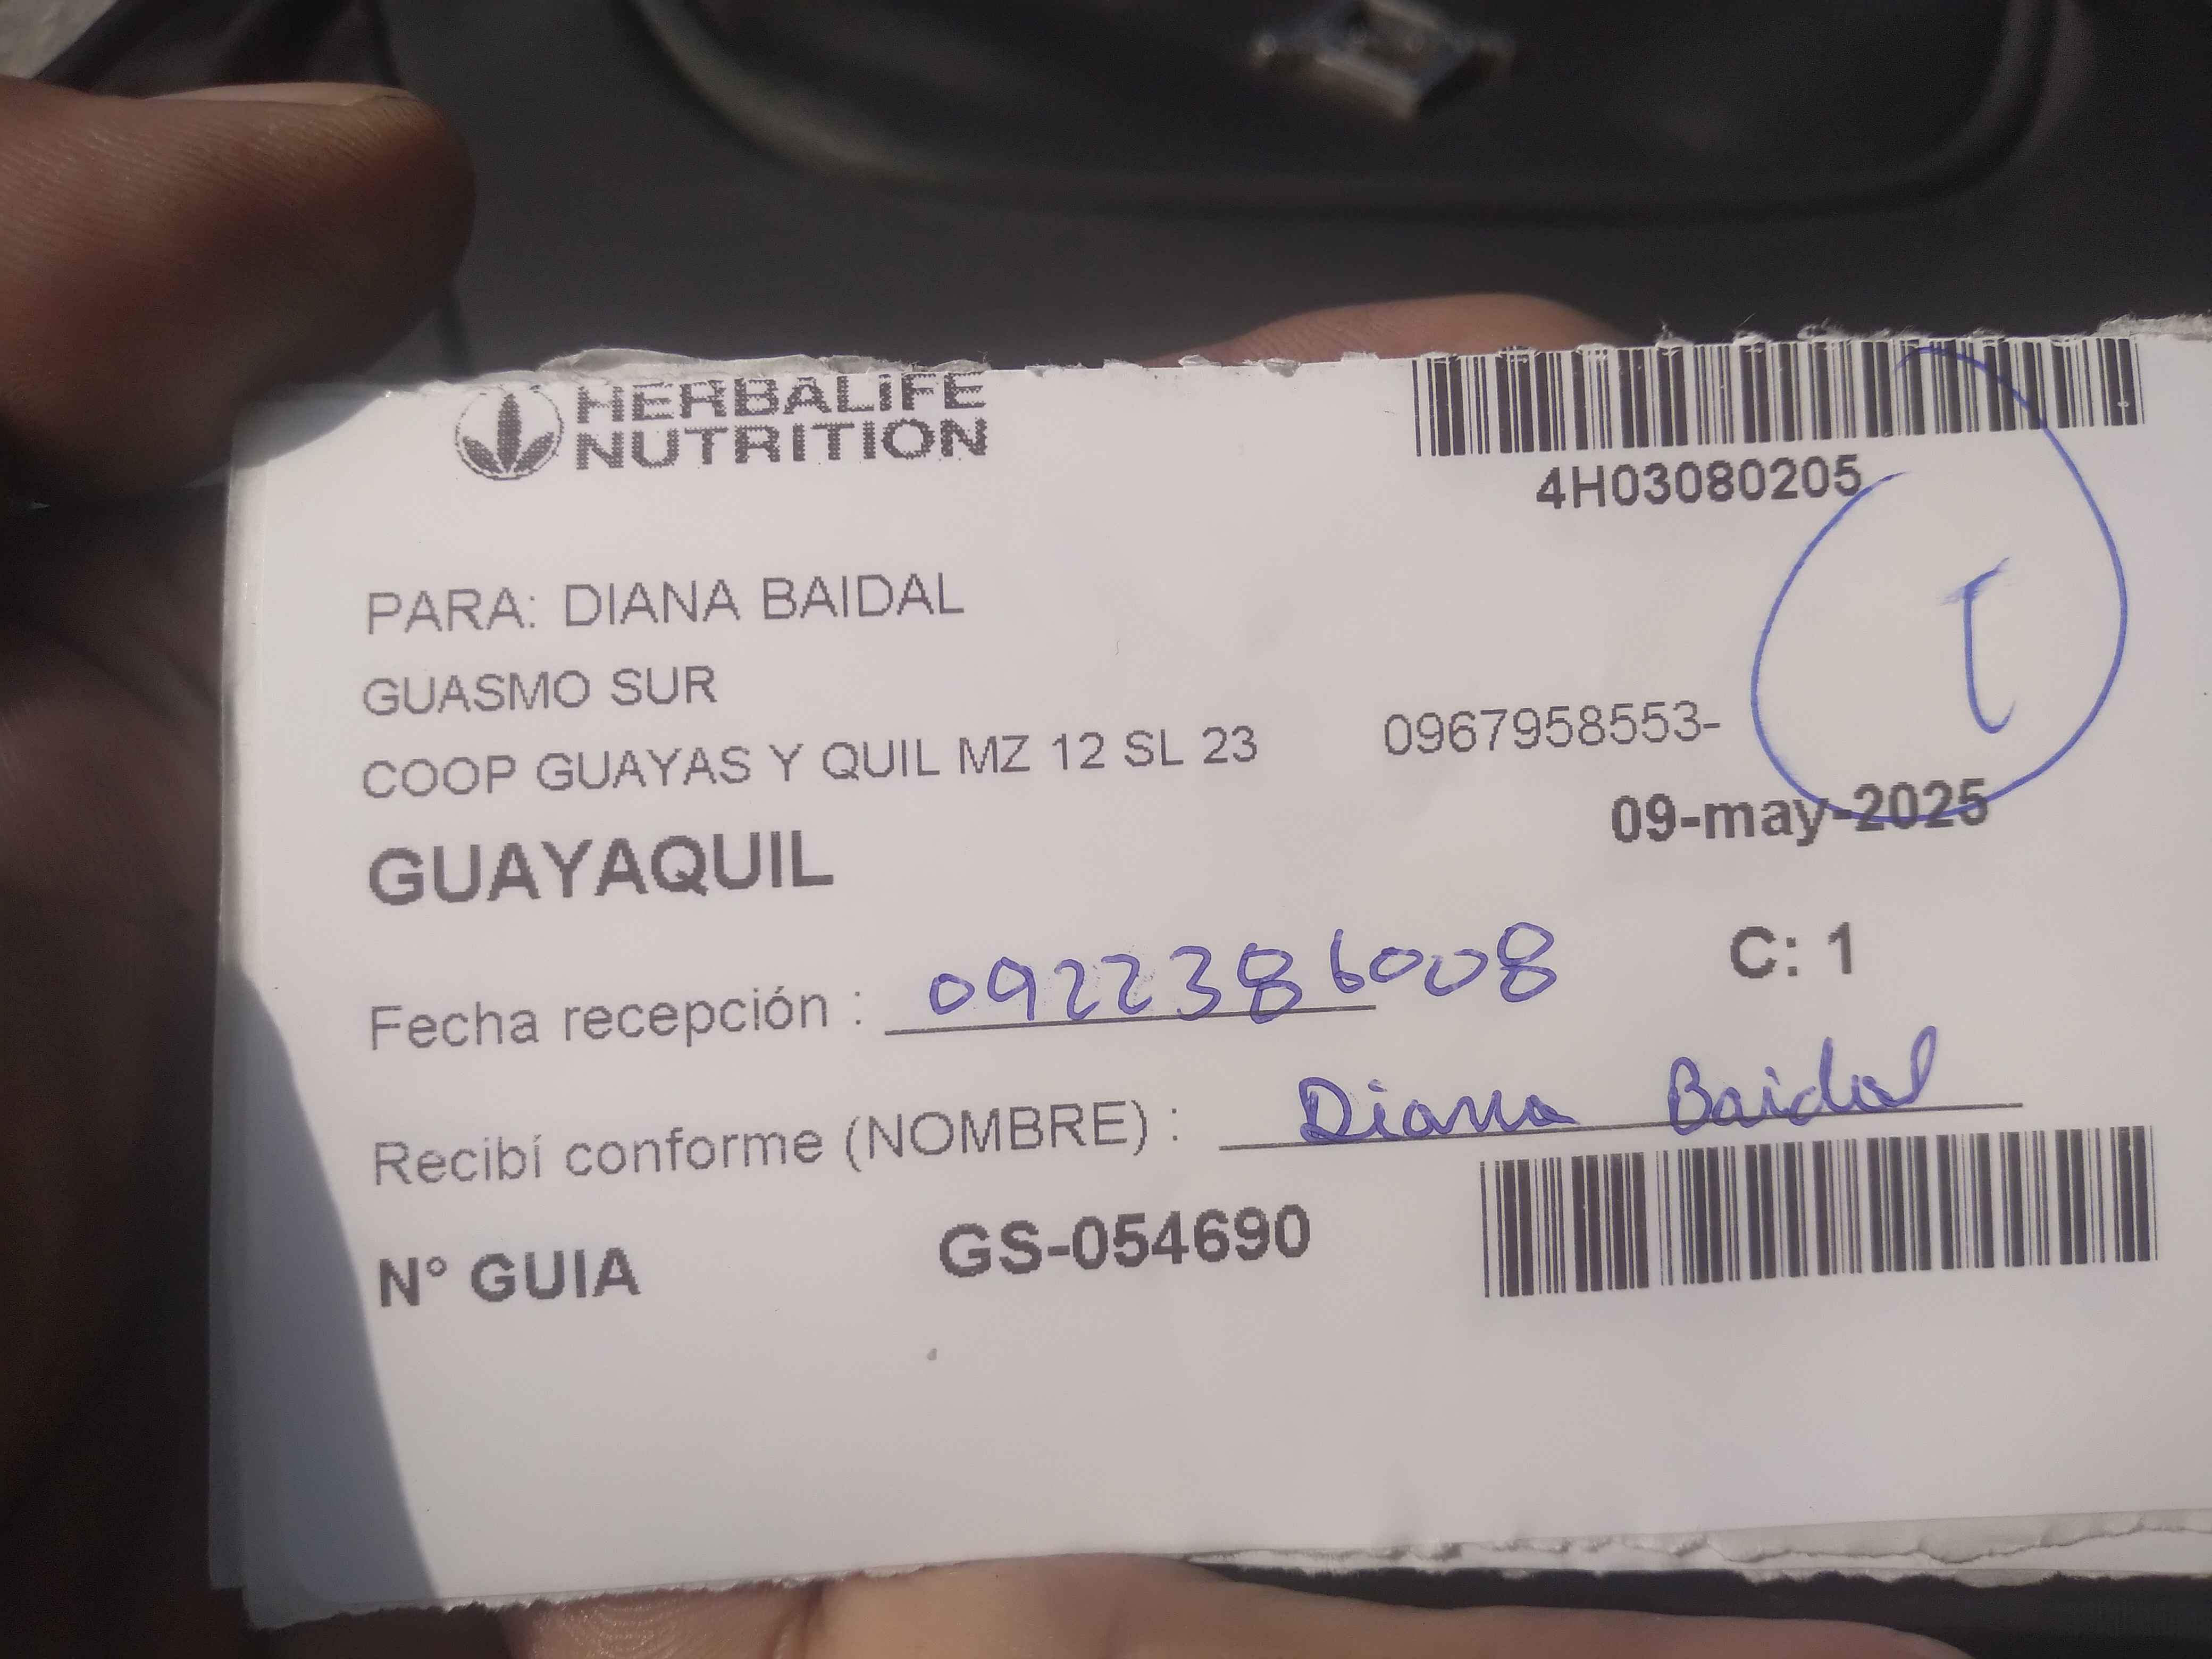 HERBALIFE
NUTRITION
4H03080205
PARA: DIANA BAIDAL
GUASMO SUR
COOP GUAYAS Y QUIL MZ 12 SL 23 0967958553-
09-may-2025
GUAYAQUIL
C: 1
Fecha recepción : 0922386008
Recibí conforme (NOMBRE) : Diana Baidal
N° GUIA GS-054690